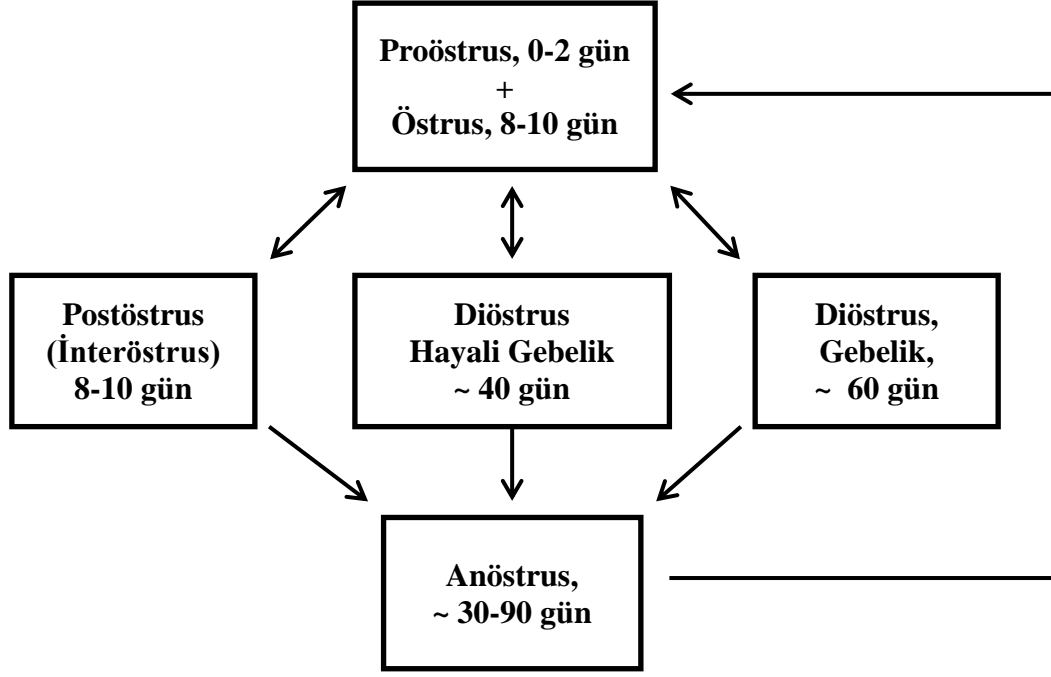 Proöstrus, 0-2 gün
+
Östrus, 8-10 gün
Postöstrus
(İnteröstrus)
8-10 gün
Diöstrus
Hayali Gebelik
~ 40 gün
Diöstrus,
Gebelik,
~ 60 gün
Anöstrus,
~ 30-90 gün